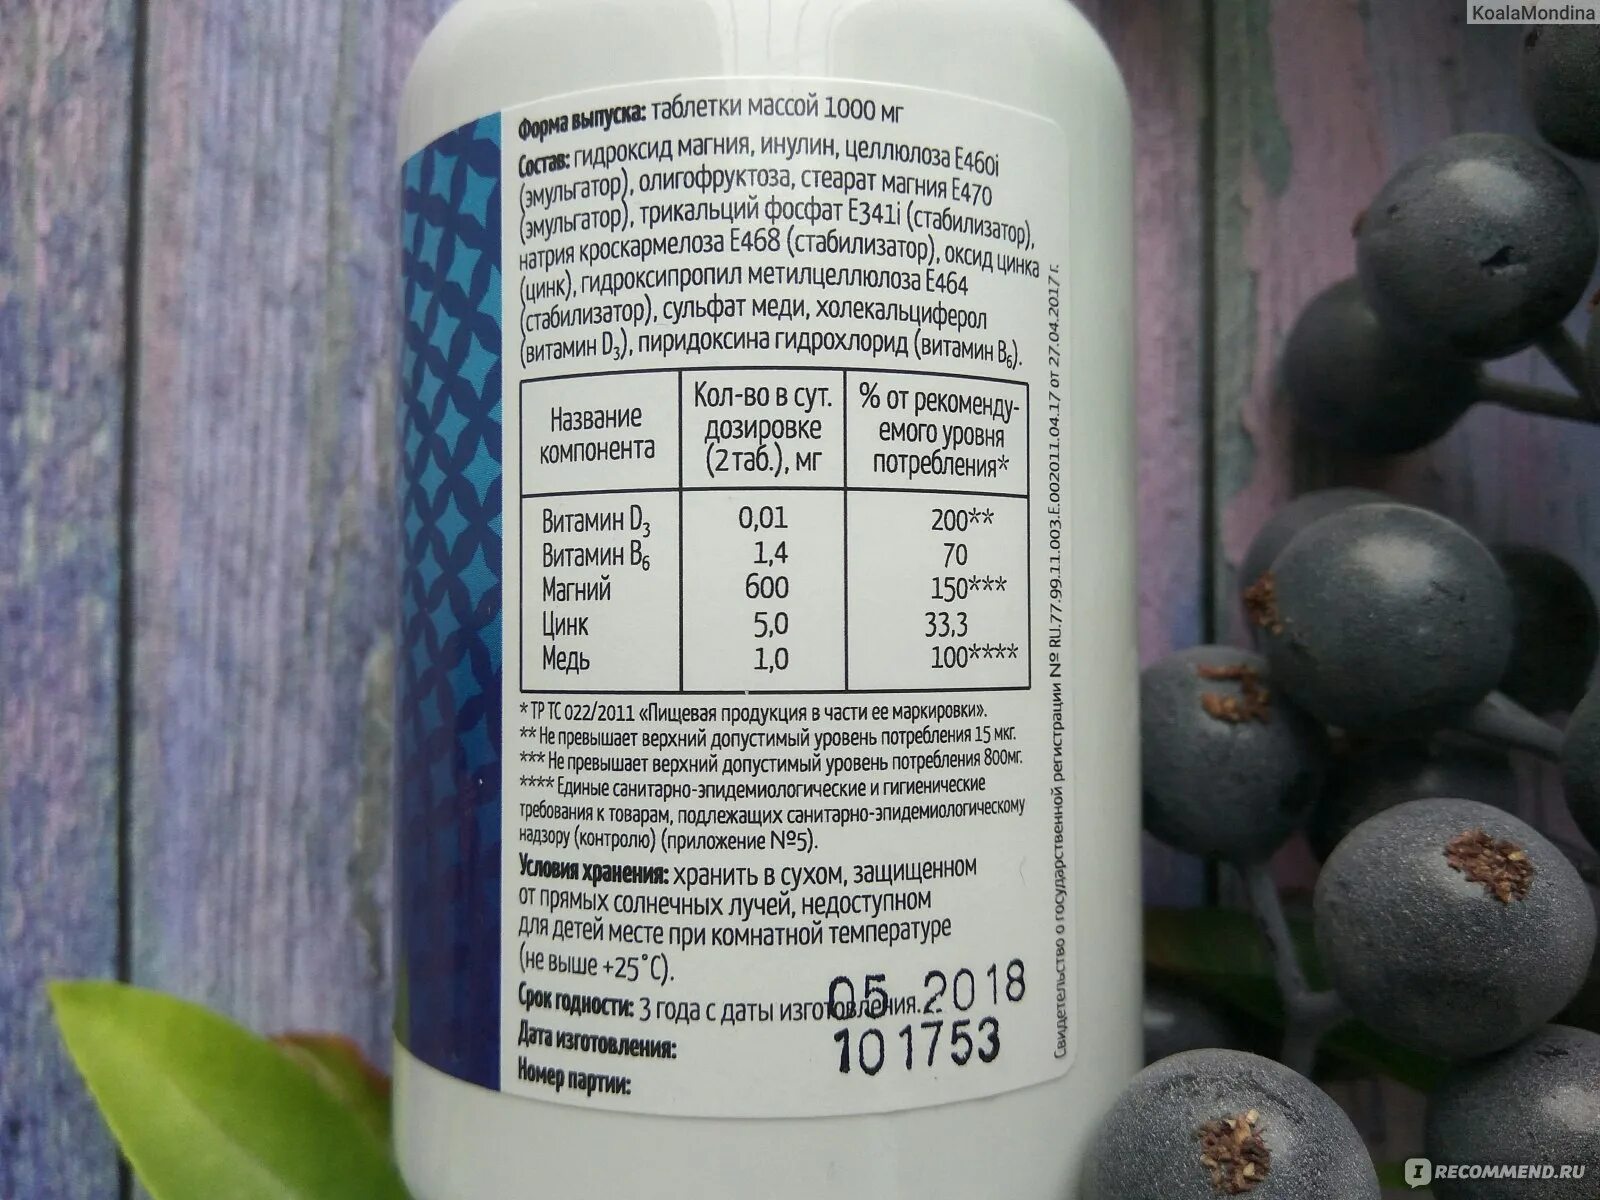 KoalaMondina
Форма выпуска: таблетки массой 1000 мг
Состав: гидроксид магния, инулин, целлюлоза Е460i
(эмульгатор), олигофруктоза, стеарат магния Е470
(эмульгатор), трикальций фосфат Е341i (стабилизатор),
натрия кроскармелоза Е468 (стабилизатор), оксид цинка
(цинк), гидроксипропил метилцеллюлоза Е464
(стабилизатор), сульфат меди, холекальциферол
(витамин D3), пиридоксина гидрохлорид (витамин B6).
Название компонента | Кол-во в сут. дозировке (2 таб.), мг | % от рекоменду-емого уровня потребления*
Витамин D3 0,01 200**
Витамин B6 1,4 70
Магний 600 150***
Цинк 5,0 33,3
Медь 1,0 100****
* ТР ТС 022/2011 «Пищевая продукция в части ее маркировки».
** Не превышает верхний допустимый уровень потребления 15 мкг.
*** Не превышает верхний допустимый уровень потребления 800мг.
**** Единые санитарно-эпидемиологические и гигиенические
требования к товарам, подлежащих санитарно-эпидемиологическому
надзору (контролю) (приложение №5).
Условия хранения: хранить в сухом, защищенном
от прямых солнечных лучей, недоступном
для детей месте при комнатной температуре
(не выше +25°С).
Срок годности: 3 года с даты изготовления.
Дата изготовления: 05.2018
Номер партии: 101753
Свидетельство о государственной регистрации № RU.77.99.11.003.Е.002011.04.17 от 27.04.2017 г.
IRECOMMEND.RU